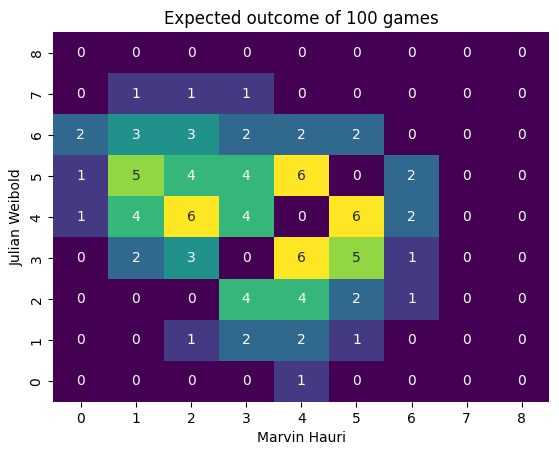 Expected outcome of 100 games
8 0 0 0 0 0 0 0 0 0
7 0 1 1 1 0 0 0 0 0
6 2 3 3 2 2 2 0 0 0
5 1 5 4 4 6 0 2 0 0
4 1 4 6 4 0 6 2 0 0
3 0 2 3 0 6 5 1 0 0
2 0 0 0 4 4 2 1 0 0
1 0 0 1 2 2 1 0 0 0
0 0 0 0 0 1 0 0 0 0
0 1 2 3 4 5 6 7 8
Julian Weibold
Marvin Hauri